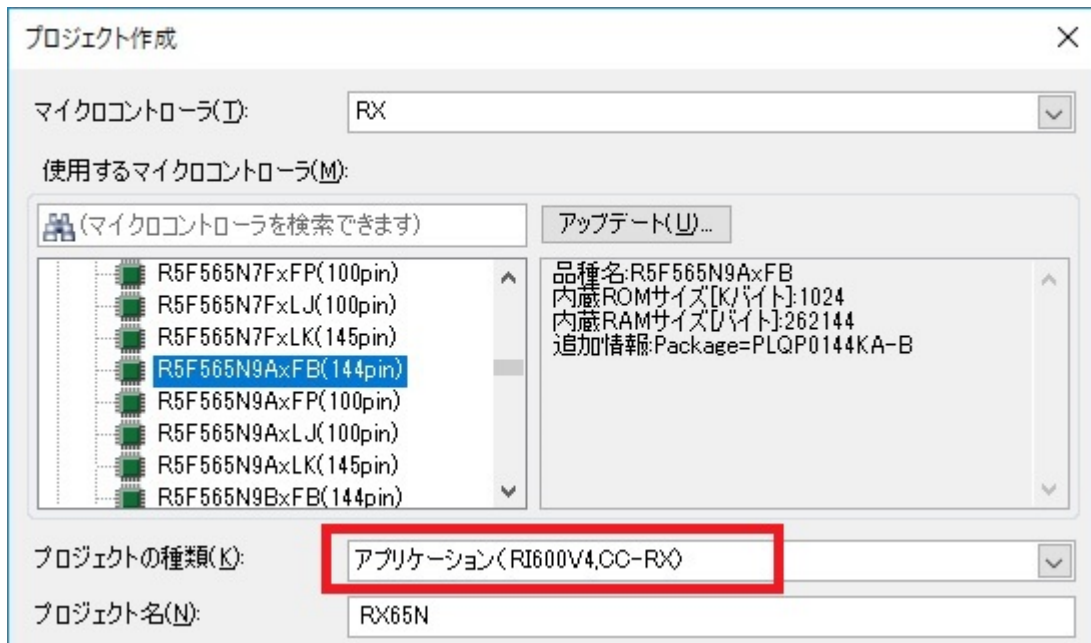 プロジェクト作成
マイクロコントローラ(T):
RX
使用するマイクロコントローラ(M):
(マイクロコントローラを検索できます)
アップデート(U)...
R5F565N7FxFP(100pin)
R5F565N7FxLJ(100pin)
R5F565N7FxLK(145pin)
R5F565N9AxFB(144pin)
R5F565N9AxFP(100pin)
R5F565N9AxLJ(100pin)
R5F565N9AxLK(145pin)
R5F565N9BxFB(144pin)
品種名:R5F565N9AxFB
内蔵ROMサイズ[Kバイト]:1024
内蔵RAMサイズ[バイト]:262144
追加情報:Package=PLQP0144KA-B
プロジェクトの種類(K):
アプリケーション(RI600V4,CC-RX)
プロジェクト名(N):
RX65N